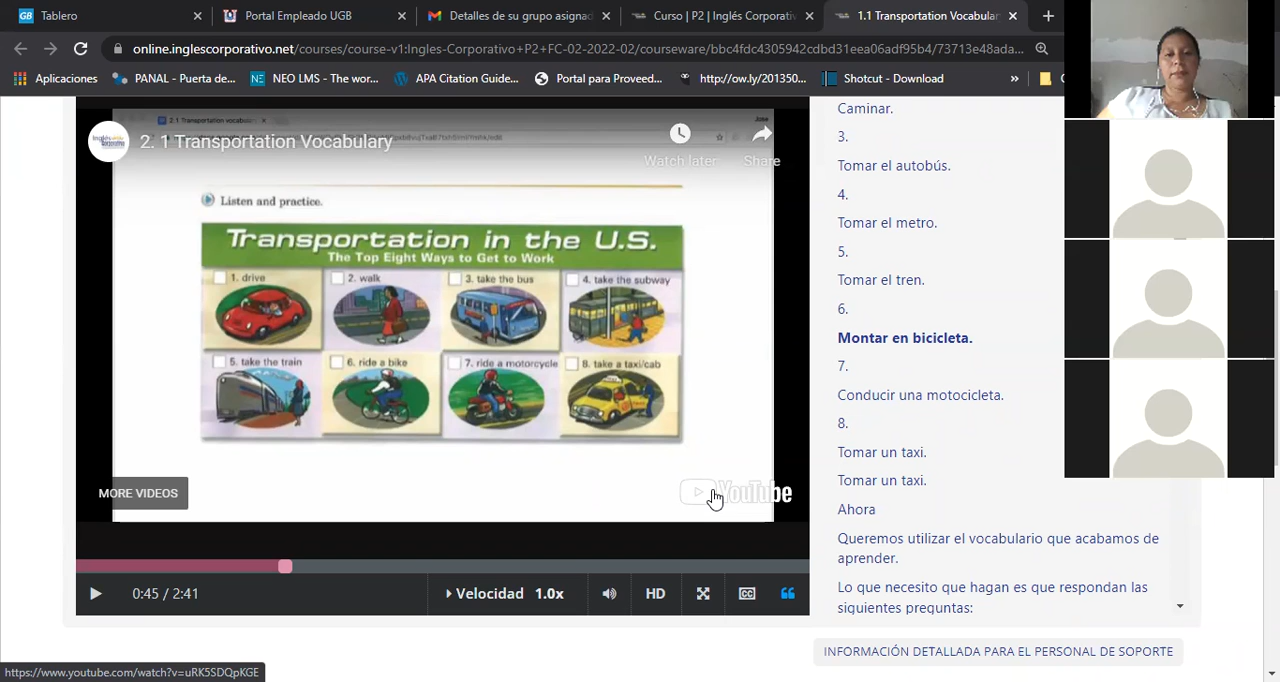 Tablero
Portal Empleado UGB
Detalles de su grupo asignad
Curso | P2 | Inglés Corporativ
1.1 Transportation Vocabular
online.inglescorporativo.net/courses/course-v1:Ingles-Corporativo+P2+FC-02-2022-02/courseware/bbc4fdc4305942cdbd31eea06adf95b4/73713e48ada...
Aplicaciones
PANAL - Puerta de...
NEO LMS - The wor...
APA Citation Guide...
Portal para Proveed...
http://ow.ly/201350...
Shotcut - Download
»
2.1 Transportation vocabular
2. 1 Transportation Vocabulary
Watch later
Share
Listen and practice.
Transportation in the U.S.
The Top Eight Ways to Get to Work
1. drive
2. walk
3. take the bus
4. take the subway
5. take the train
6. ride a bike
7. ride a motorcycle
8. take a taxi/cab
MORE VIDEOS
YouTube
0:45 / 2:41
Velocidad 1.0x
HD
CC
Caminar.
3.
Tomar el autobús.
4.
Tomar el metro.
5.
Tomar el tren.
6.
Montar en bicicleta.
7.
Conducir una motocicleta.
8.
Tomar un taxi.
Tomar un taxi.
Ahora
Queremos utilizar el vocabulario que acabamos de
aprender.
Lo que necesito que hagan es que respondan las
siguientes preguntas:
INFORMACIÓN DETALLADA PARA EL PERSONAL DE SOPORTE
https://www.youtube.com/watch?v=uRK5SDQpKGE